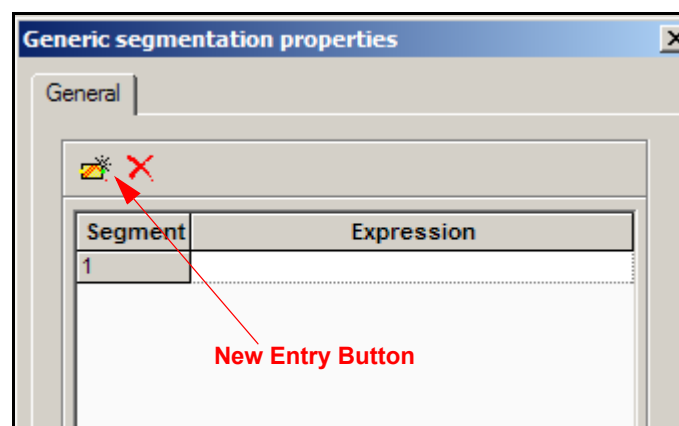 Generic segmentation properties
General
Segment Expression
1
New Entry Button